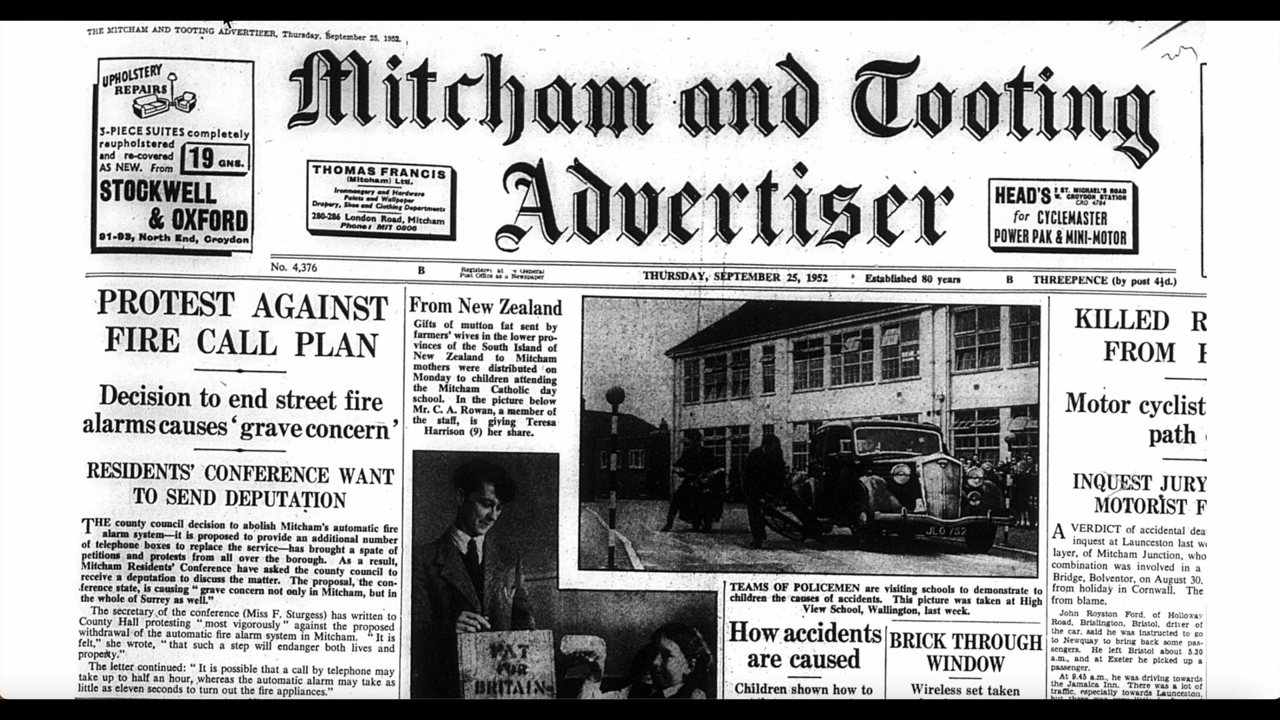 THE MITCHAM AND TOOTING ADVERTISER, Thursday, September 25, 1952.
UPHOLSTERY
REPAIRS
3-PIECE SUITES completely
reupholstered
and re-covered
AS NEW. From
19 GNS.
STOCKWELL
& OXFORD
91-93, North End, Croydon
Mitcham and Tooting
Advertiser
THOMAS FRANCIS
(Mitcham) Ltd.
Ironmongery and Hardware
Paints and Wallpaper
Drapery, Shoe and Clothing Departments
280-286 London Road, Mitcham
Phone: MIT 0806
HEAD'S
2 ST. MICHAEL'S ROAD
W. CROYDON STATION
CRO 4784
for CYCLEMASTER
POWER PAK & MINI-MOTOR
No. 4,376
B
Registered at General
Post Office as a Newspaper
THURSDAY, SEPTEMBER 25, 1952
Established 80 years
B
THREEPENCE (by post 4½d.)
PROTEST AGAINST
FIRE CALL PLAN
Decision to end street fire
alarms causes 'grave concern'
RESIDENTS' CONFERENCE WANT
TO SEND DEPUTATION
THE county council decision to abolish Mitcham's automatic fire
alarm system—it is proposed to provide an additional number
of telephone boxes to replace the service—has brought a spate of
petitions and protests from all over the borough. As a result,
Mitcham Residents' Conference have asked the county council to
receive a deputation to discuss the matter. The proposal, the con-
ference state, is causing "grave concern not only in Mitcham, but in
the whole of Surrey as well."
The secretary of the conference (Miss F. Sturgess) has written to
County Hall protesting "most vigorously" against the proposed
withdrawal of the automatic fire alarm system in Mitcham. "It is
felt," she wrote, "that such a step will endanger both lives and
property."
The letter continued: "It is possible that a call by telephone may
take up to half an hour, whereas the automatic alarm may take as
little as eleven seconds to turn out the fire appliances."
From New Zealand
Gifts of mutton fat sent by
farmers' wives in the lower pro-
vinces of the South Island of
New Zealand to Mitcham
mothers were distributed on
Monday to children attending
the Mitcham Catholic day
school. In the picture below
Mr. C. A. Rowan, a member of
the staff, is giving Teresa
Harrison (9) her share.
FAT
FOR
BRITAIN
JLO 757
TEAMS OF POLICEMEN are visiting schools to demonstrate to
children the causes of accidents. This picture was taken at High
View School, Wallington, last week.
How accidents
are caused
Children shown how to
BRICK THROUGH
WINDOW
Wireless set taken
KILLED R
FROM
Motor cyclist
path
INQUEST JURY
MOTORIST F
A VERDICT of accidental dea
inquest at Launceston last w
layer, of Mitcham Junction, who
combination was involved in a
Bridge, Bolventor, on August 30.
from holiday in Cornwall. The
from blame.
John Royston Ford, of Holloway
Road, Brislington, Bristol, driver of
the car, said he was instructed to go
to Newquay to bring back some pas-
sengers. He left Bristol about 5.30
a.m., and at Exeter he picked up a
passenger.
At 9.45 a.m., he was driving towards
the Jamaica Inn. There was a lot of
traffic, especially towards Launceston,